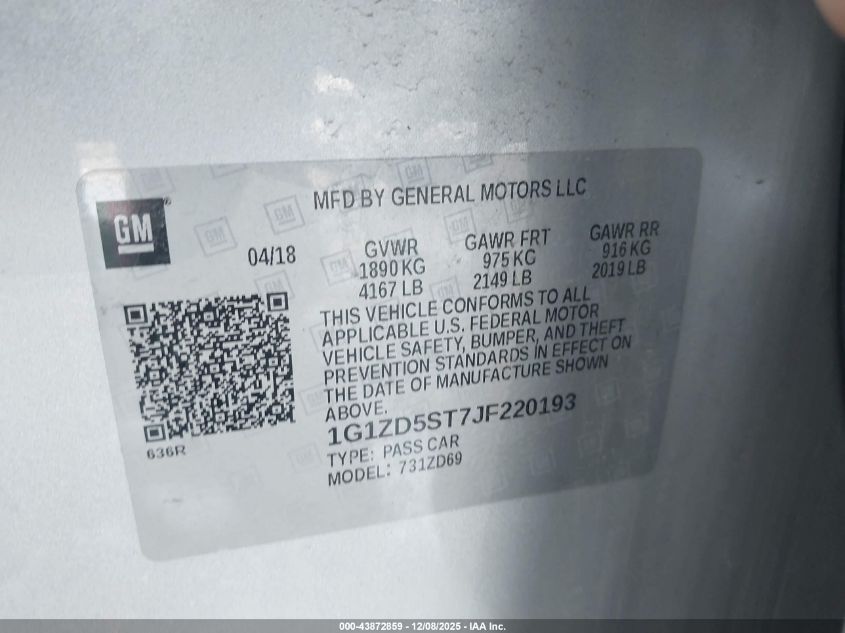 MFD BY GENERAL MOTORS LLC
GM®
04/18
GVWR
1890 KG
4167 LB
GAWR FRT
975 KG
2149 LB
GAWR RR
916 KG
2019 LB
THIS VEHICLE CONFORMS TO ALL
APPLICABLE U.S. FEDERAL MOTOR
VEHICLE SAFETY, BUMPER, AND THEFT
PREVENTION STANDARDS IN EFFECT ON
THE DATE OF MANUFACTURE SHOWN
ABOVE.
1G1ZD5ST7JF220193
TYPE: PASS CAR
MODEL: 731ZD69
636R
000-43872859 - 12/08/2025 - IAA Inc.